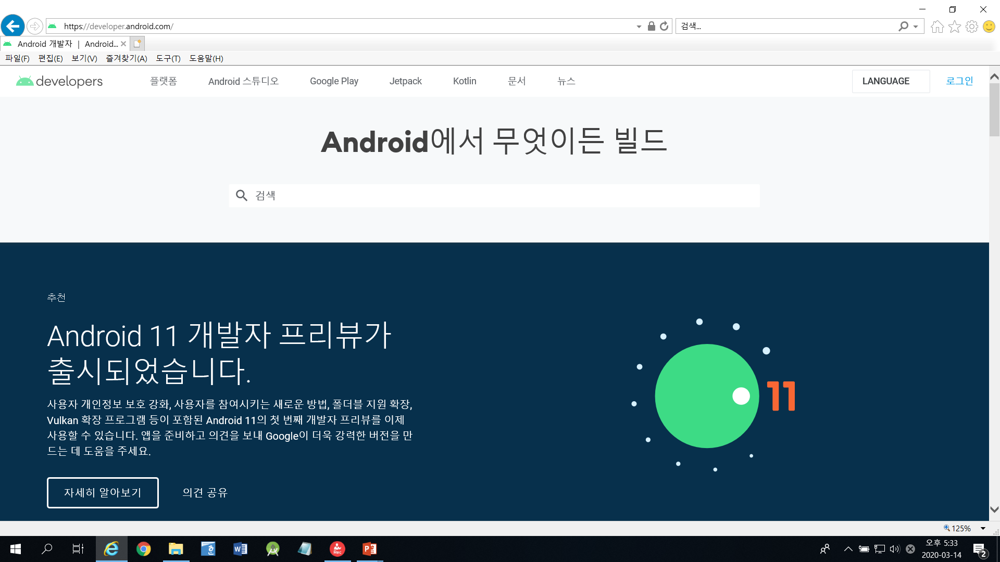 https://developer.android.com/
검색...
Android 개발자 | Android...
파일(F) 편집(E) 보기(V) 즐겨찾기(A) 도구(T) 도움말(H)
developers 플랫폼 Android 스튜디오 Google Play Jetpack Kotlin 문서 뉴스 LANGUAGE 로그인
Android에서 무엇이든 빌드
검색
추천
Android 11 개발자 프리뷰가
출시되었습니다.
사용자 개인정보 보호 강화, 사용자를 참여시키는 새로운 방법, 폴더블 지원 확장,
Vulkan 확장 프로그램 등이 포함된 Android 11의 첫 번째 개발자 프리뷰를 이제
사용할 수 있습니다. 앱을 준비하고 의견을 보내 Google이 더욱 강력한 버전을 만
드는 데 도움을 주세요.
자세히 알아보기 의견 공유
11
125%
한
W
Rec
P
오후 5:33
2020-03-14
2